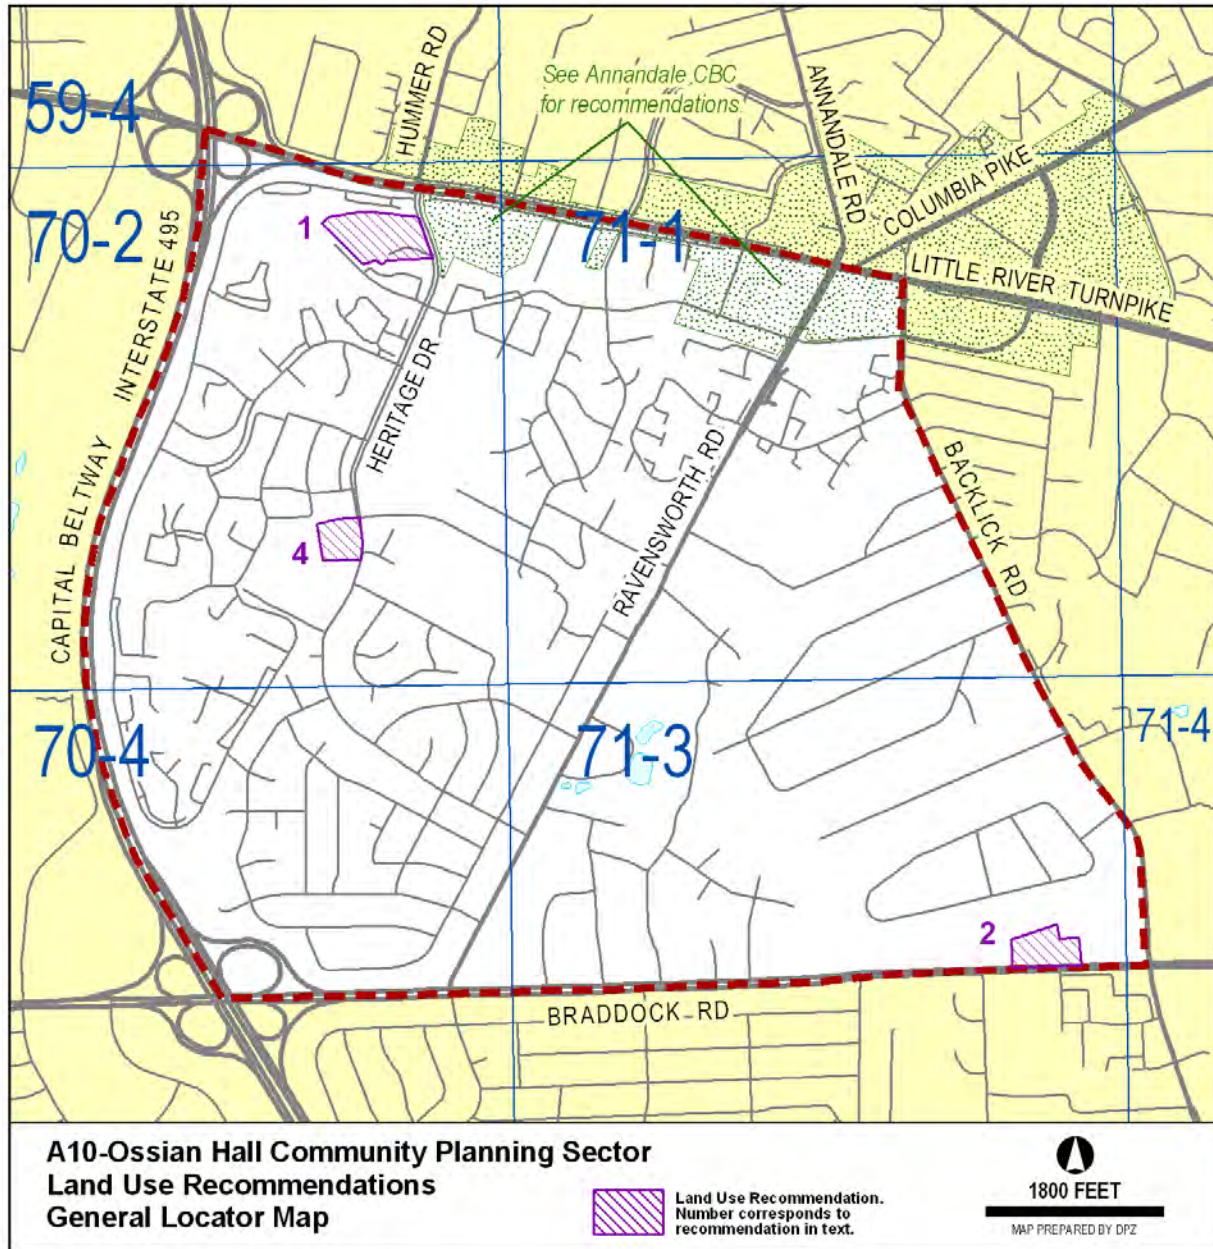 HUMMER RD
See Annandale CBC
for recommendations
ANNANDALE RD
59-4
COLUMBIA PIKE
70-2
1
71-1
INTERSTATE 495
LITTLE RIVER TURNPIKE
HERITAGE DR
CAPITAL BELTWAY
RAVENSWORTH RD
BACKLICK RD
4
70-4
71-3
71-4
2
BRADDOCK RD
A10-Ossian Hall Community Planning Sector
Land Use Recommendations
General Locator Map
Land Use Recommendation.
Number corresponds to
recommendation in text.
1800 FEET
MAP PREPARED BY DPZ